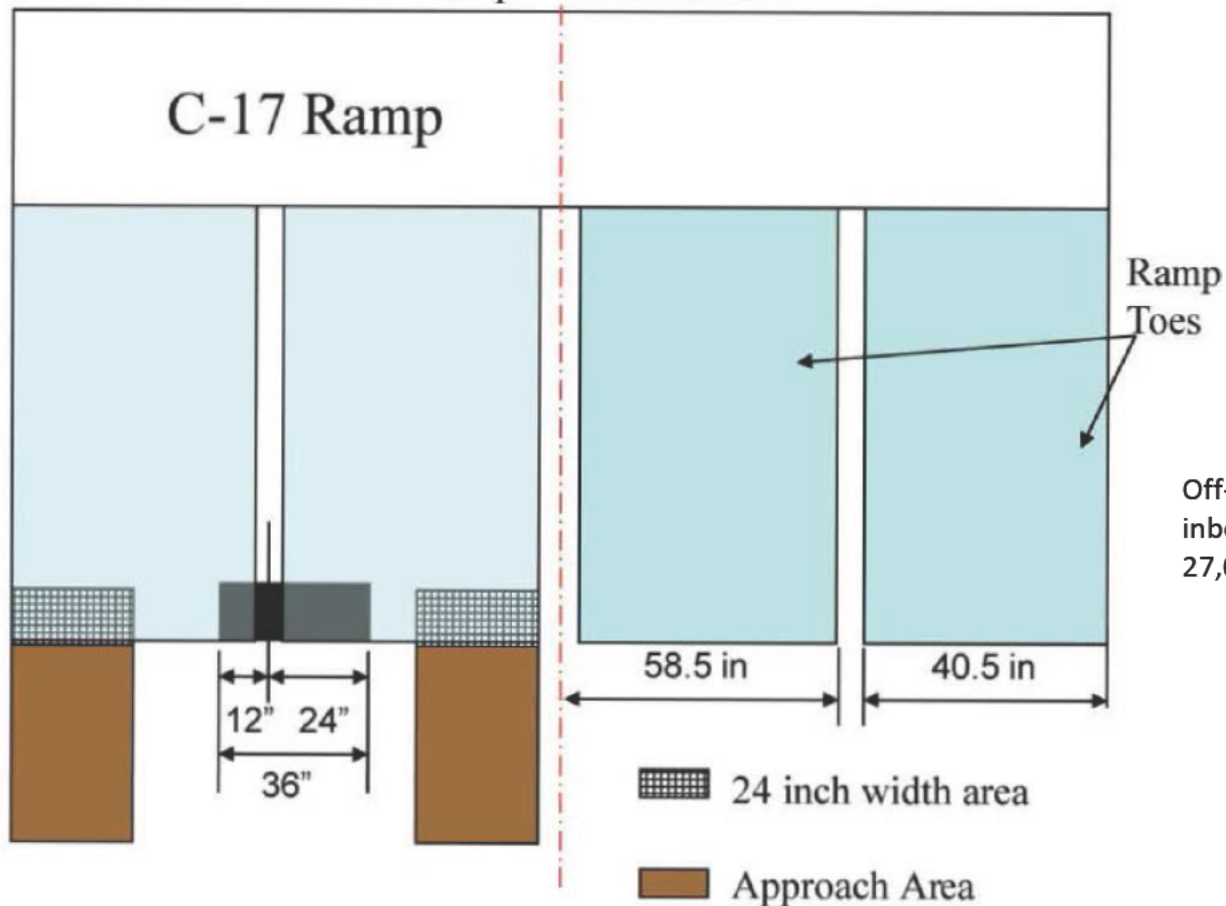 C-17 Ramp
Ramp
Toes
58.5 in
40.5 in
12” 24”
36”
24 inch width area
Approach Area